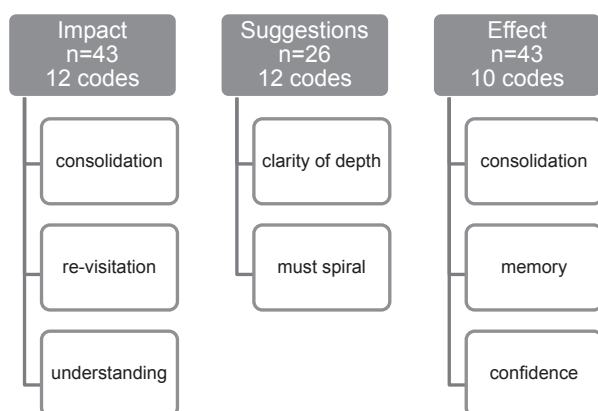 Impact
n=43
12 codes
consolidation
re-visitation
understanding
Suggestions
n=26
12 codes
clarity of depth
must spiral
Effect
n=43
10 codes
consolidation
memory
confidence